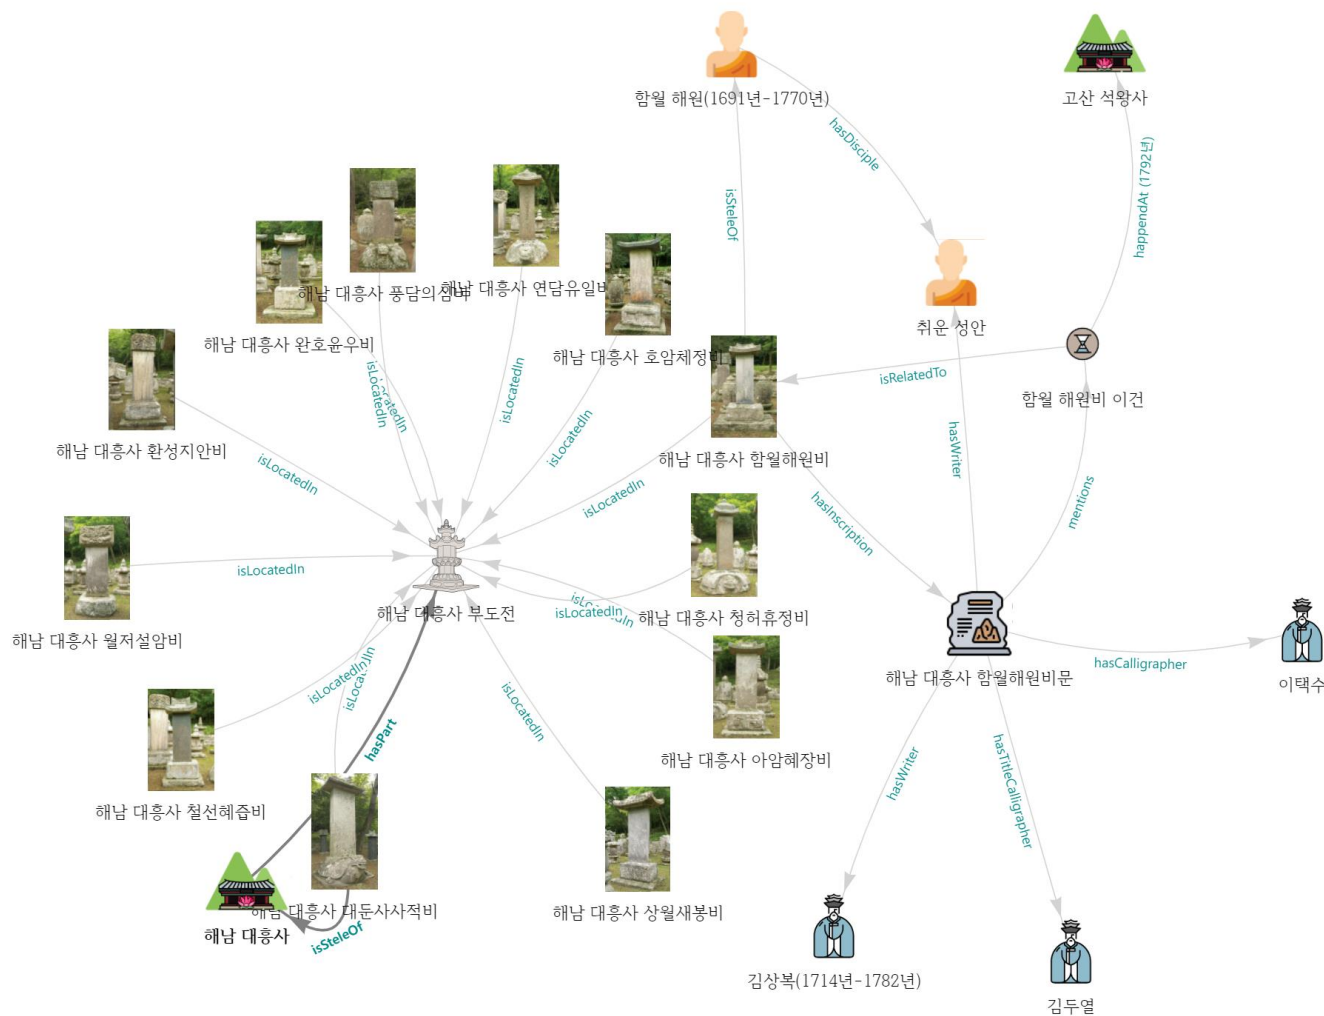 함월 해원(1691년-1770년)
고산 석왕사
hasDisciple
happendAt (1792년)
isSteleOf
해남 대흥사 풍담의심비
해남 대흥사 연담유일비
취운 성안
해남 대흥사 완호윤우비
해남 대흥사 호암체정비
isRelatedTo
함월 해원비 이건
isLocatedIn
isLocatedIn
isLocatedIn
isLocatedIn
해남 대흥사 환성지안비
해남 대흥사 함월해원비
hasWriter
isLocatedIn
isLocatedIn
hasInscription
mentions
isLocatedIn
해남 대흥사 부도전
isLocatedIn
isLocatedIn
해남 대흥사 청허휴정비
해남 대흥사 월저설암비
해남 대흥사 함월해원비문
hasCalligrapher
이택수
isLocatedIn
isLocatedIn
isLocatedIn
hasPart
해남 대흥사 아암혜장비
hasWriter
hasTitleCalligrapher
해남 대흥사 철선혜즙비
해남 대흥사 대둔사사적비
해남 대흥사 상월새봉비
해남 대흥사
isSteleOf
김상복(1714년-1782년)
김두열